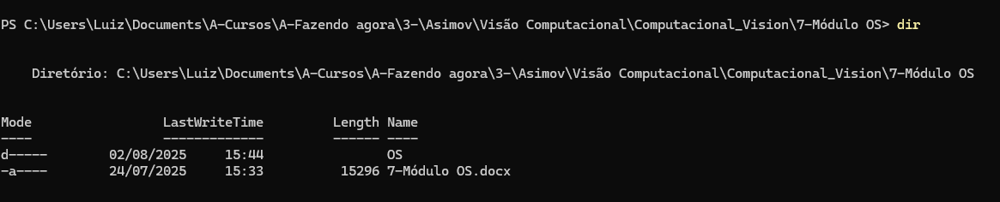 PS C:\Users\Luiz\Documents\A-Cursos\A-Fazendo agora\3-\Asimov\Visão Computacional\Computacional_Vision\7-Módulo OS> dir
Diretório: C:\Users\Luiz\Documents\A-Cursos\A-Fazendo agora\3-\Asimov\Visão Computacional\Computacional_Vision\7-Módulo OS
Mode                 LastWriteTime         Length Name
----                 -------------         ------ ----
d-----        02/08/2025     15:44                OS
-a----        24/07/2025     15:33          15296 7-Módulo OS.docx